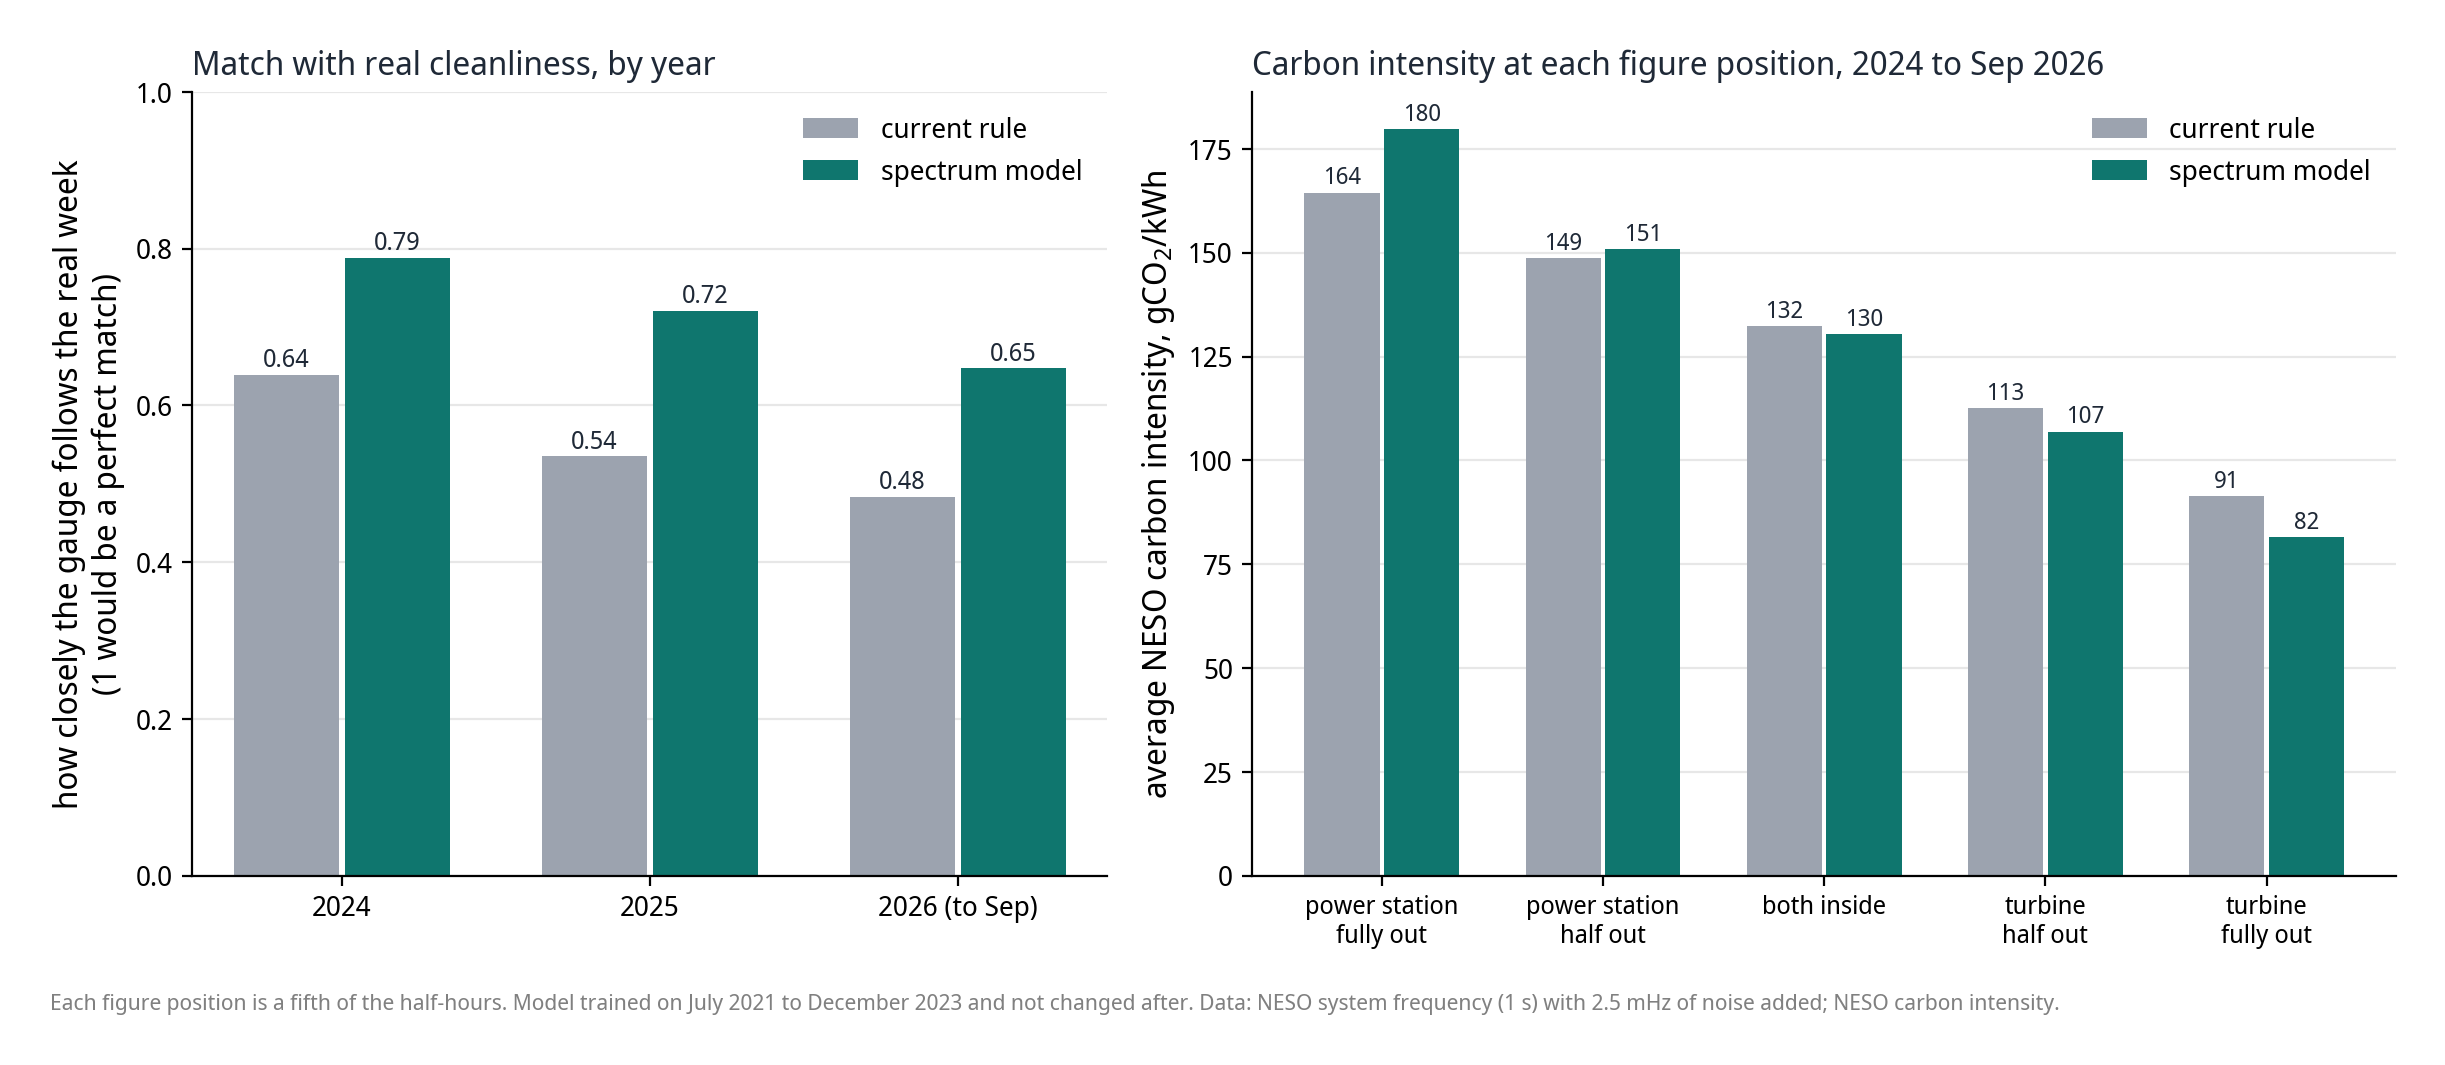 Match with real cleanliness, by year
how closely the gauge follows the real week
(1 would be a perfect match)
1.0
0.8
0.6
0.4
0.2
0.0
current rule
spectrum model
0.64
0.79
0.54
0.72
0.48
0.65
2024
2025
2026 (to Sep)
Carbon intensity at each figure position, 2024 to Sep 2026
average NESO carbon intensity, gCO₂/kWh
175
150
125
100
75
50
25
0
current rule
spectrum model
164
180
149
151
132
130
113
107
91
82
power station
fully out
power station
half out
both inside
turbine
half out
turbine
fully out
Each figure position is a fifth of the half-hours. Model trained on July 2021 to December 2023 and not changed after. Data: NESO system frequency (1 s) with 2.5 mHz of noise added; NESO carbon intensity.